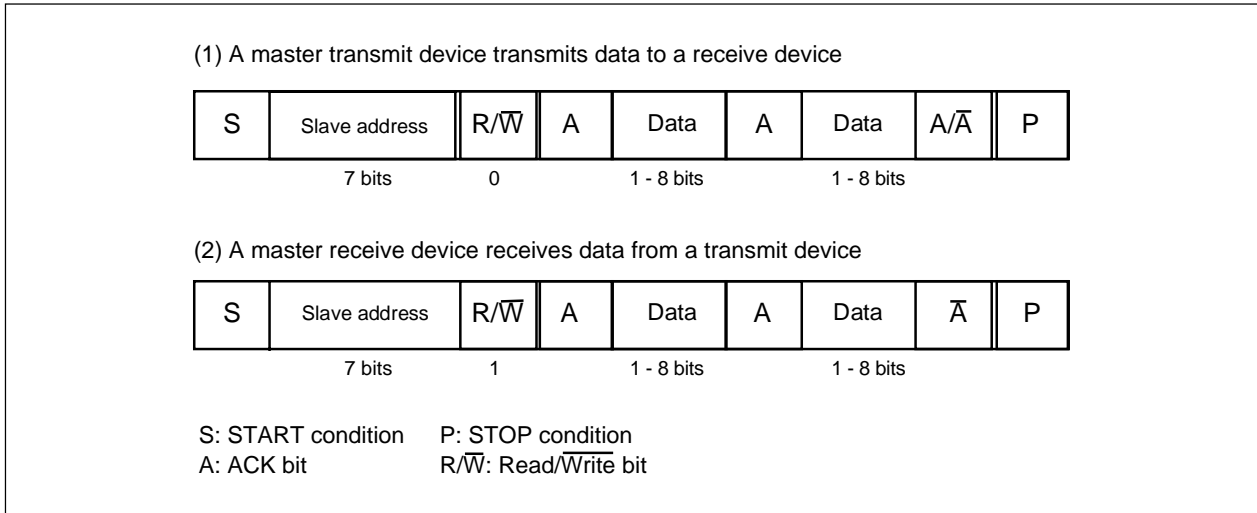 (1) A master transmit device transmits data to a receive device
S Slave address R/W̅ A Data A Data A/A̅ P
7 bits 0 1 - 8 bits 1 - 8 bits
(2) A master receive device receives data from a transmit device
S Slave address R/W̅ A Data A Data A̅ P
7 bits 1 1 - 8 bits 1 - 8 bits
S: START condition P: STOP condition
A: ACK bit R/W̅: Read/W̅r̅i̅t̅e̅ bit